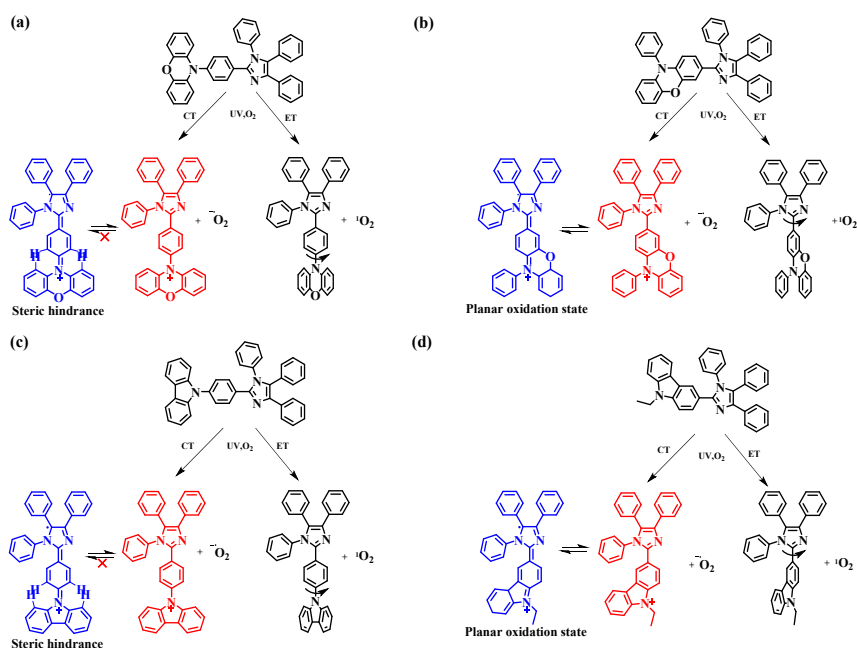 (a)
N
O
N
N
CT
UV,O₂
ET
N
N
H
H
N
+
O
Steric hindrance
N
N
N
+
O
+ ⁻O₂
N
N
N
O
+ ¹O₂
(b)
N
O
N
N
CT
UV,O₂
ET
N
N
O
N
+
Planar oxidation state
N
N
O
N
+
+ ⁻O₂
N
N
O
N
+¹O₂
(c)
N
N
N
CT
UV,O₂
ET
N
N
H
H
N
+
Steric hindrance
N
N
N
+
+ ⁻·O₂
N
N
N
+ ¹O₂
(d)
N
N
N
CT
UV,O₂
ET
N
N
N
+
Planar oxidation state
N
N
N
+
+ ⁻·O₂
N
N
N
+ ¹O₂